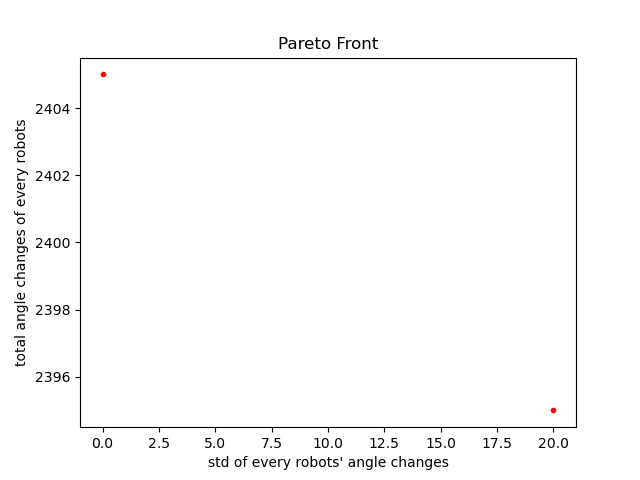 Pareto Front
total angle changes of every robots
2404
2402
2400
2398
2396
0.0 2.5 5.0 7.5 10.0 12.5 15.0 17.5 20.0
std of every robots' angle changes